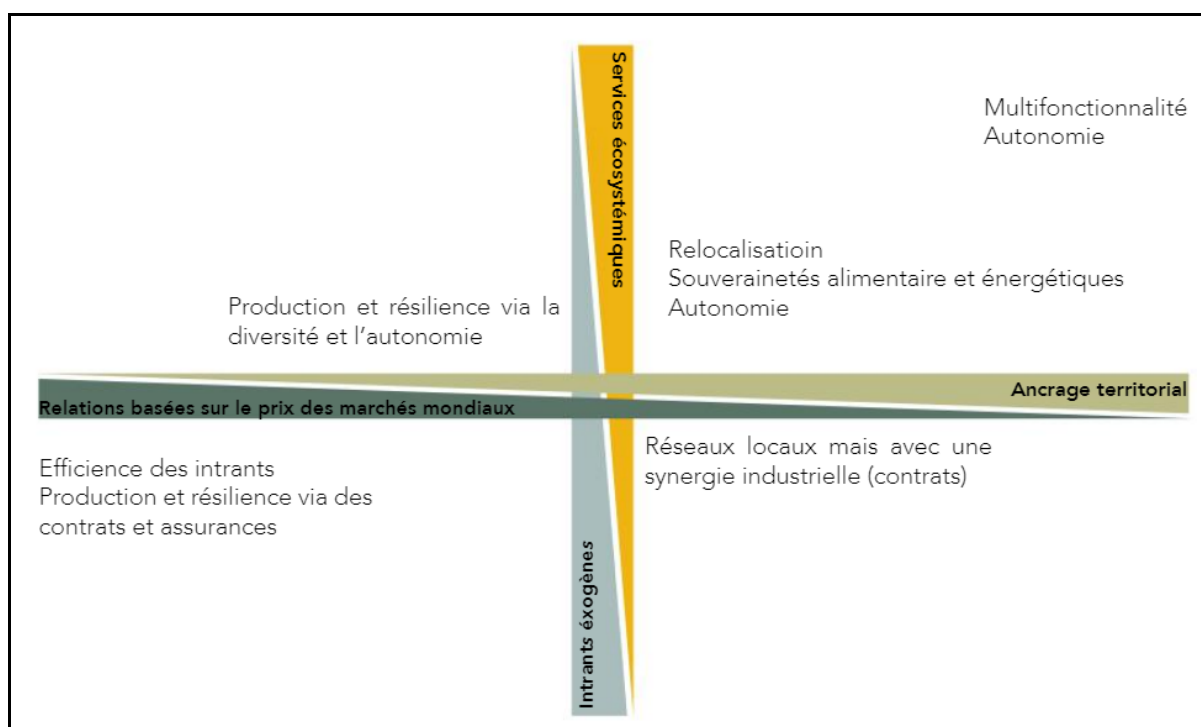 Services écosystémiques
Multifonctionnalité
Autonomie
Relocalisatioin
Souverainetés alimentaire et énergétiques
Autonomie
Production et résilience via la
diversité et l'autonomie
Ancrage territorial
Relations basées sur le prix des marchés mondiaux
Réseaux locaux mais avec une
synergie industrielle (contrats)
Efficience des intrants
Production et résilience via des
contrats et assurances
Intrants éxogènes